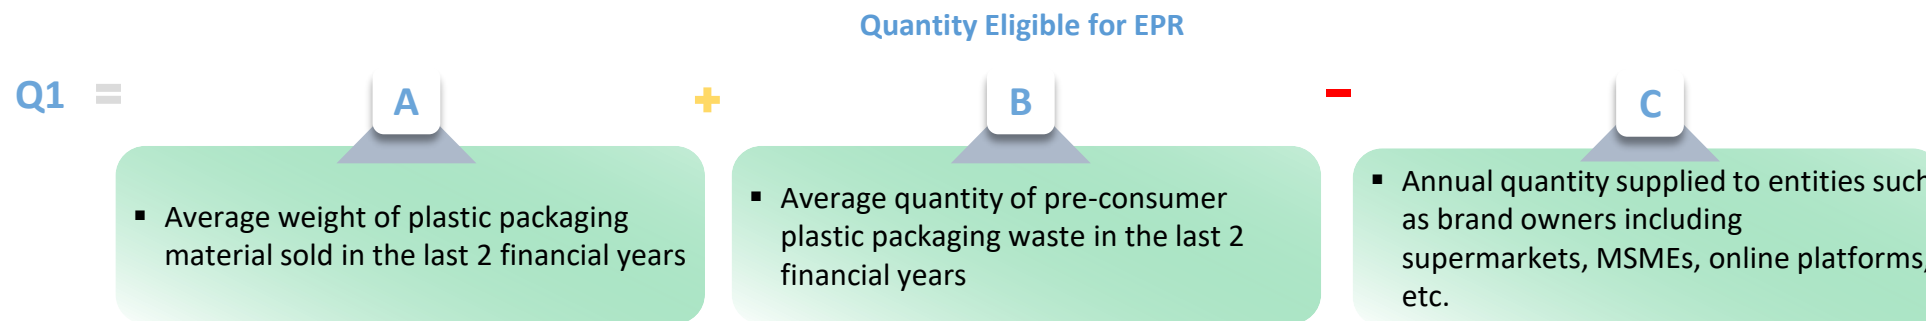 Quantity Eligible for EPR
Q1 = A + B − C
▪ Average weight of plastic packaging
material sold in the last 2 financial years
▪ Average quantity of pre-consumer
plastic packaging waste in the last 2
financial years
▪ Annual quantity supplied to entities such
as brand owners including
supermarkets, MSMEs, online platforms,
etc.